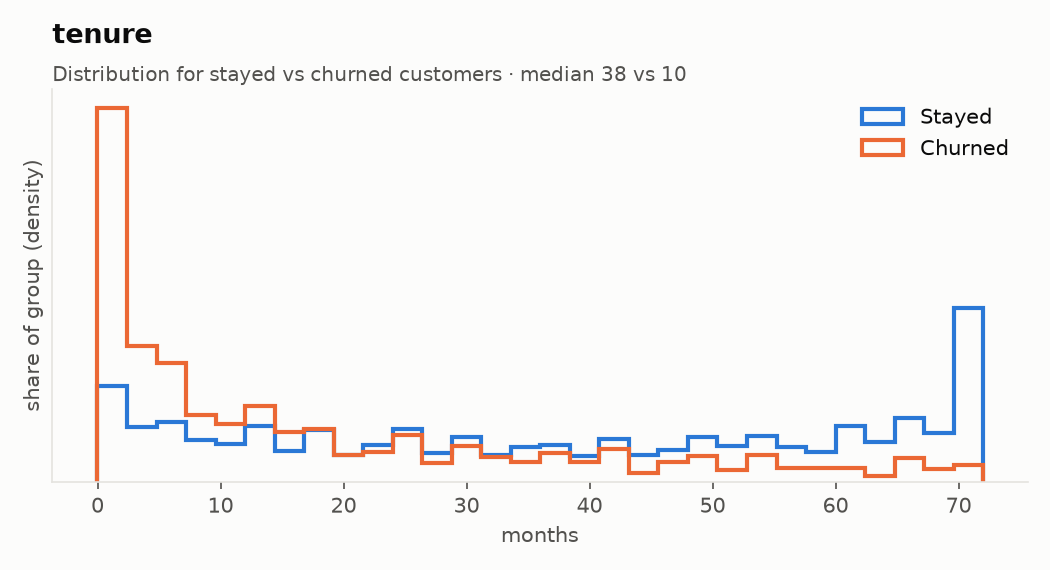 tenure
Distribution for stayed vs churned customers · median 38 vs 10
Stayed
Churned
share of group (density)
0 10 20 30 40 50 60 70
months